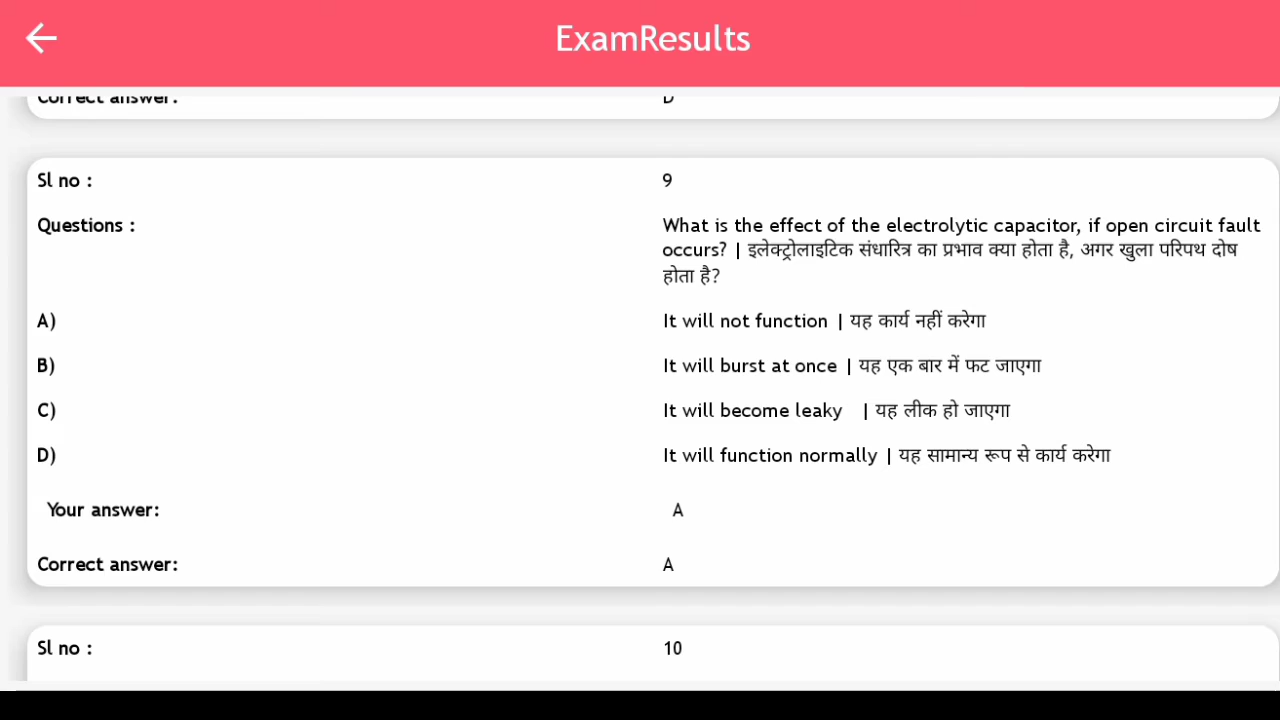 ExamResults
Correct answer: D
Sl no : 9
Questions : What is the effect of the electrolytic capacitor, if open circuit fault
occurs? | इलेक्ट्रोलाइटिक संधारित्र का प्रभाव क्या होता है, अगर खुला परिपथ दोष
होता है?
A) It will not function | यह कार्य नहीं करेगा
B) It will burst at once | यह एक बार में फट जाएगा
C) It will become leaky | यह लीक हो जाएगा
D) It will function normally | यह सामान्य रूप से कार्य करेगा
Your answer: A
Correct answer: A
Sl no : 10